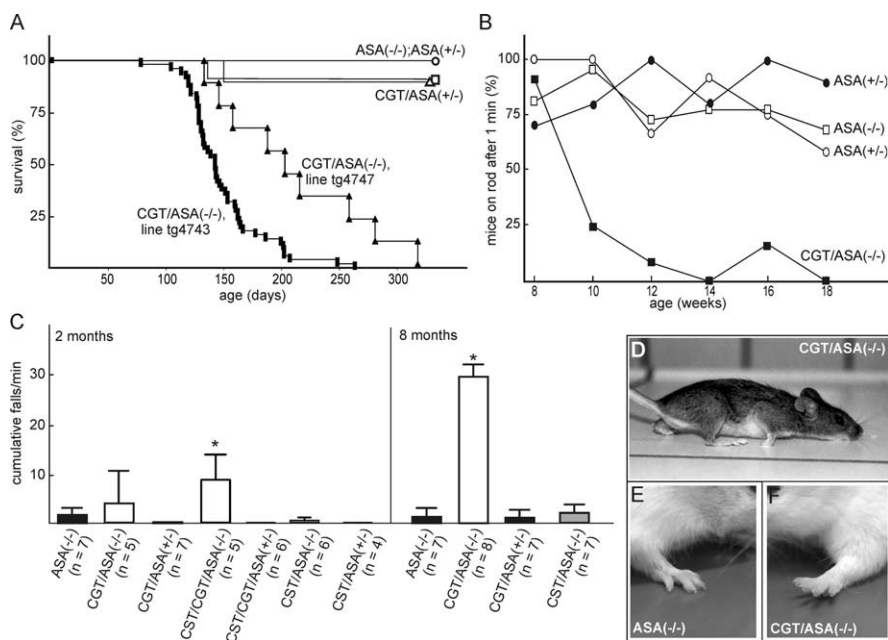 A
100
75
50
25
survival (%)
ASA(-/-);ASA(+/-)
CGT/ASA(+/-)
CGT/ASA(-/-),
line tg4747
CGT/ASA(-/-),
line tg4743
50 100 150 200 250 300
age (days)
B
100
75
50
25
mice on rod after 1 min (%)
ASA(+/-)
ASA(-/-)
ASA(+/-)
CGT/ASA(-/-)
8 10 12 14 16 18
age (weeks)
C
2 months
8 months
30
20
10
cumulative falls/min
*
*
ASA(-/-)
(n = 7)
CGT/ASA(-/-)
(n = 5)
CGT/ASA(+/-)
(n = 7)
CST/CGT/ASA(-/-)
(n = 5)
CST/CGT/ASA(+/-)
(n = 6)
CST/ASA(-/-)
(n = 6)
CST/ASA(+/-)
(n = 4)
ASA(-/-)
(n = 7)
CGT/ASA(-/-)
(n = 8)
CGT/ASA(+/-)
(n = 7)
CST/ASA(-/-)
(n = 7)
D
CGT/ASA(-/-)
E
ASA(-/-)
F
CGT/ASA(-/-)